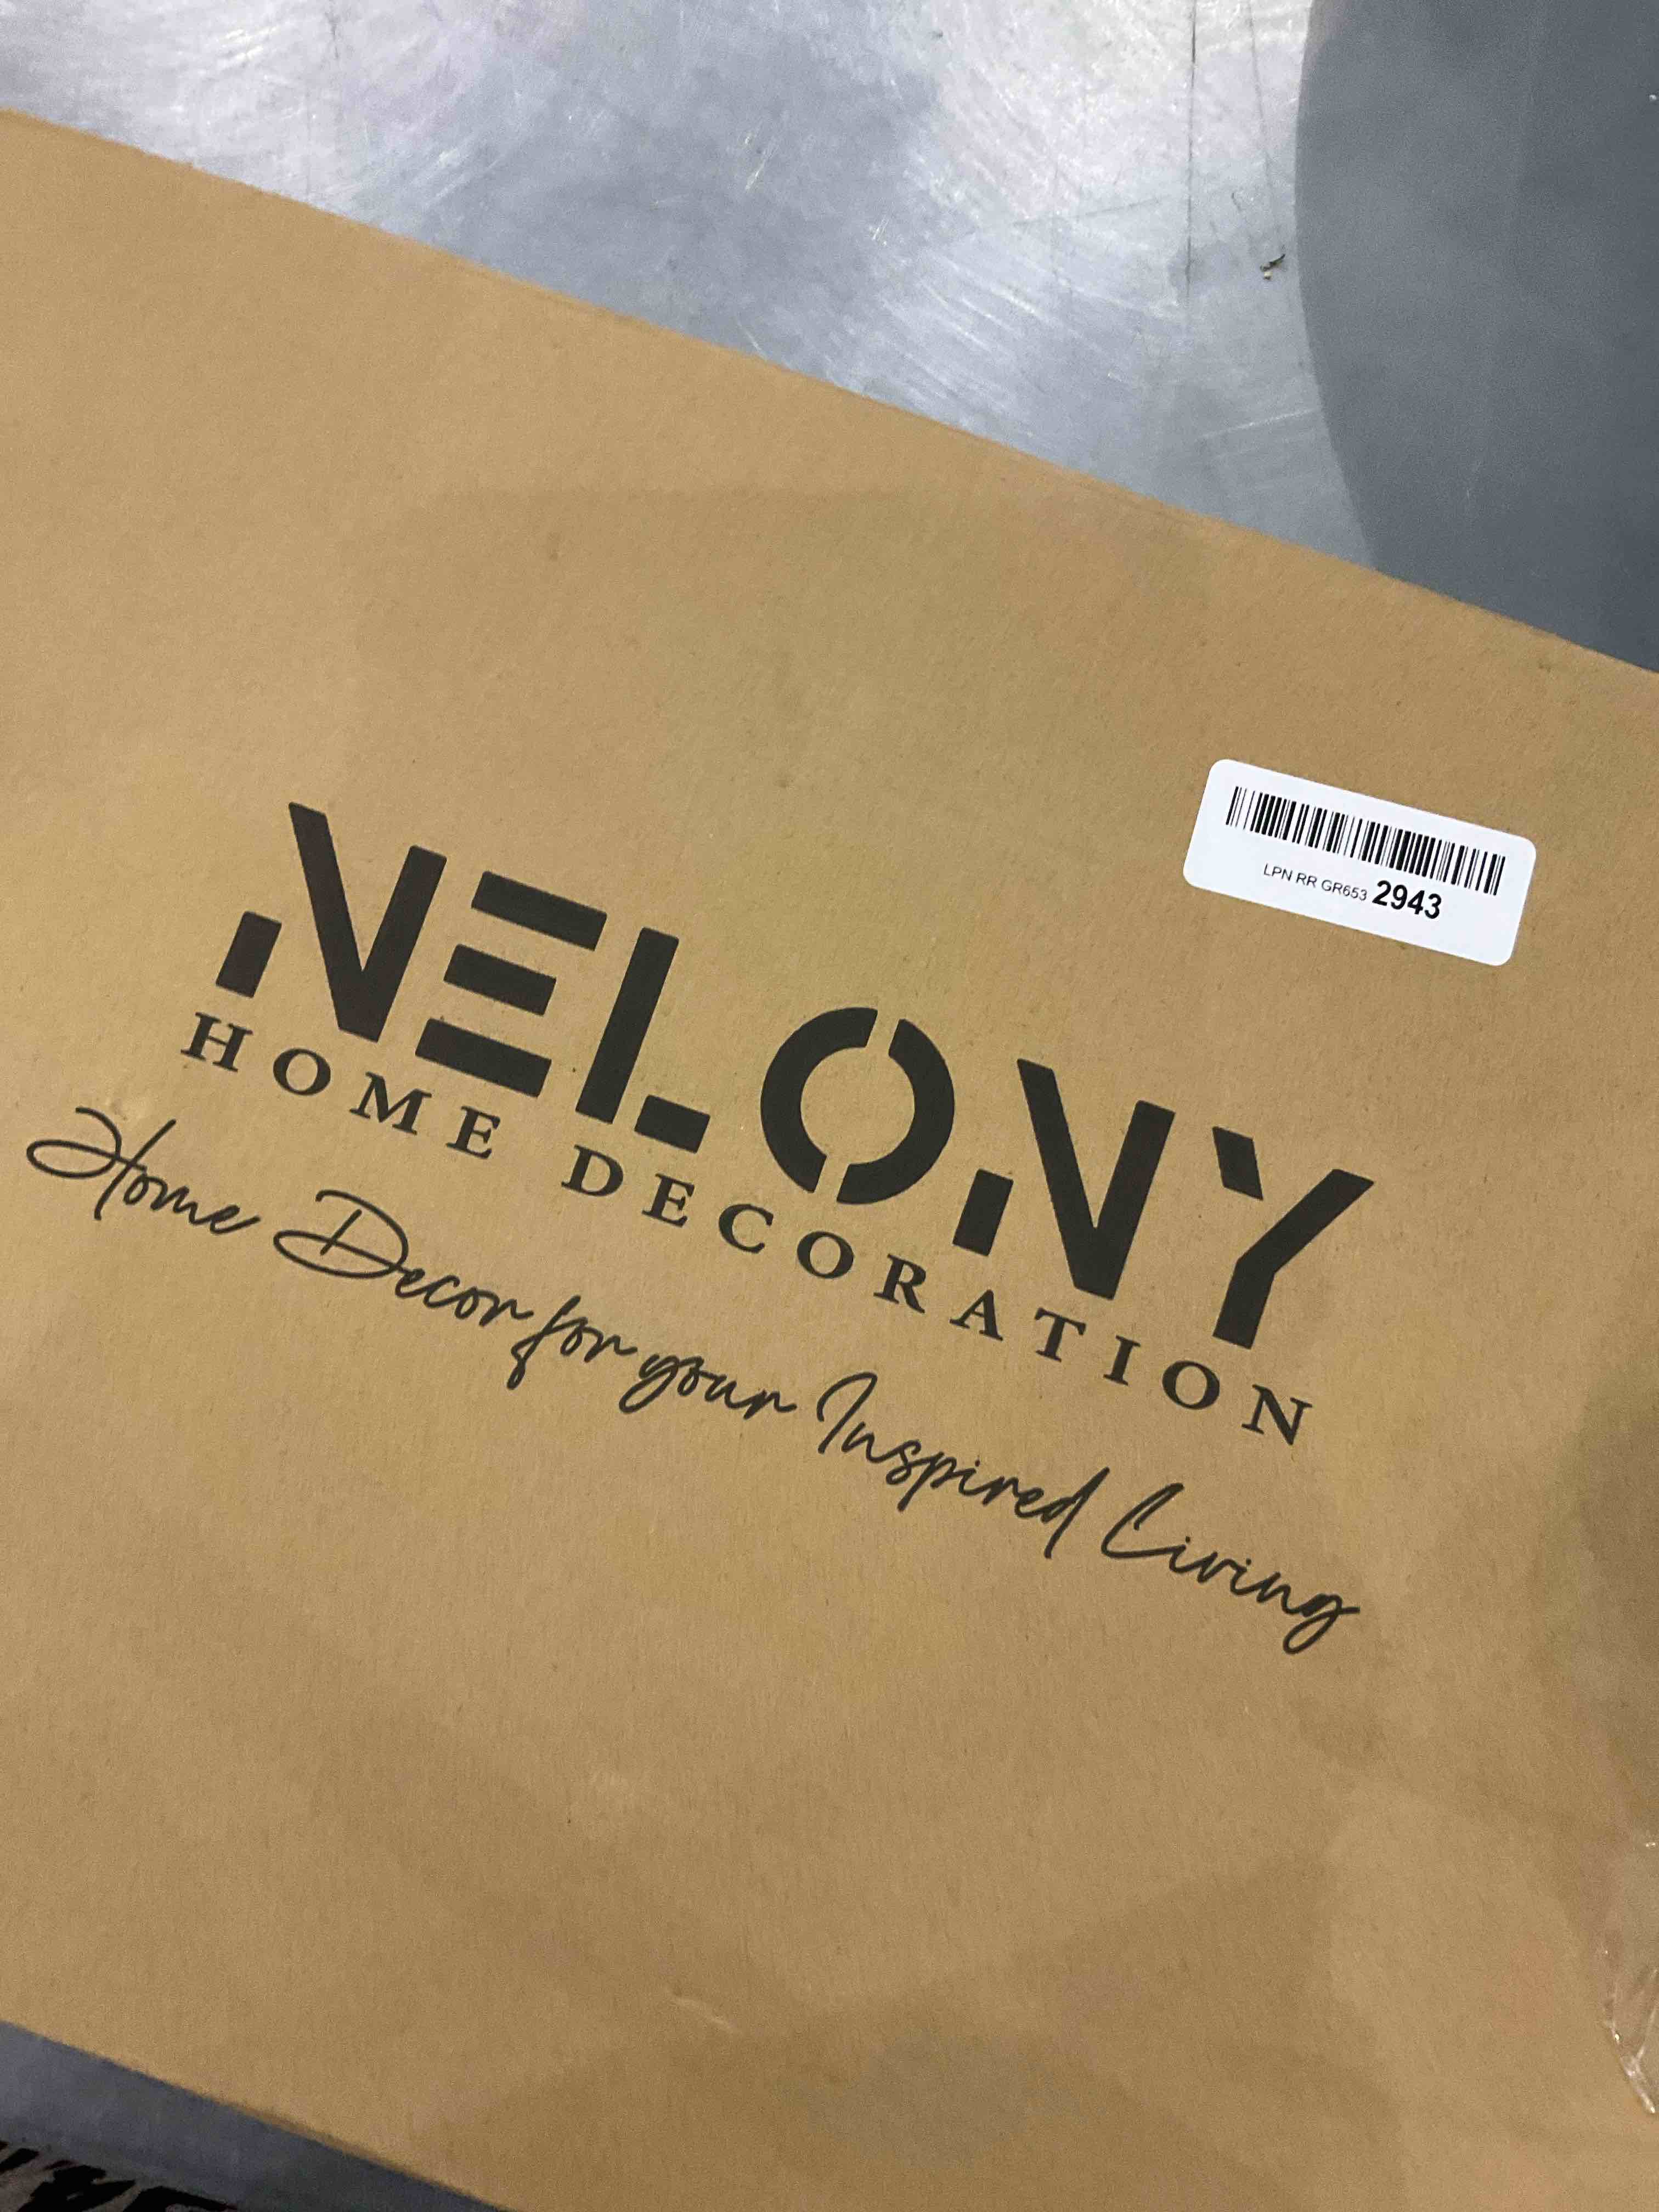 LPN RR GR653 2943
NELONY
HOME DECORATION
Home Decor for your Inspired Living